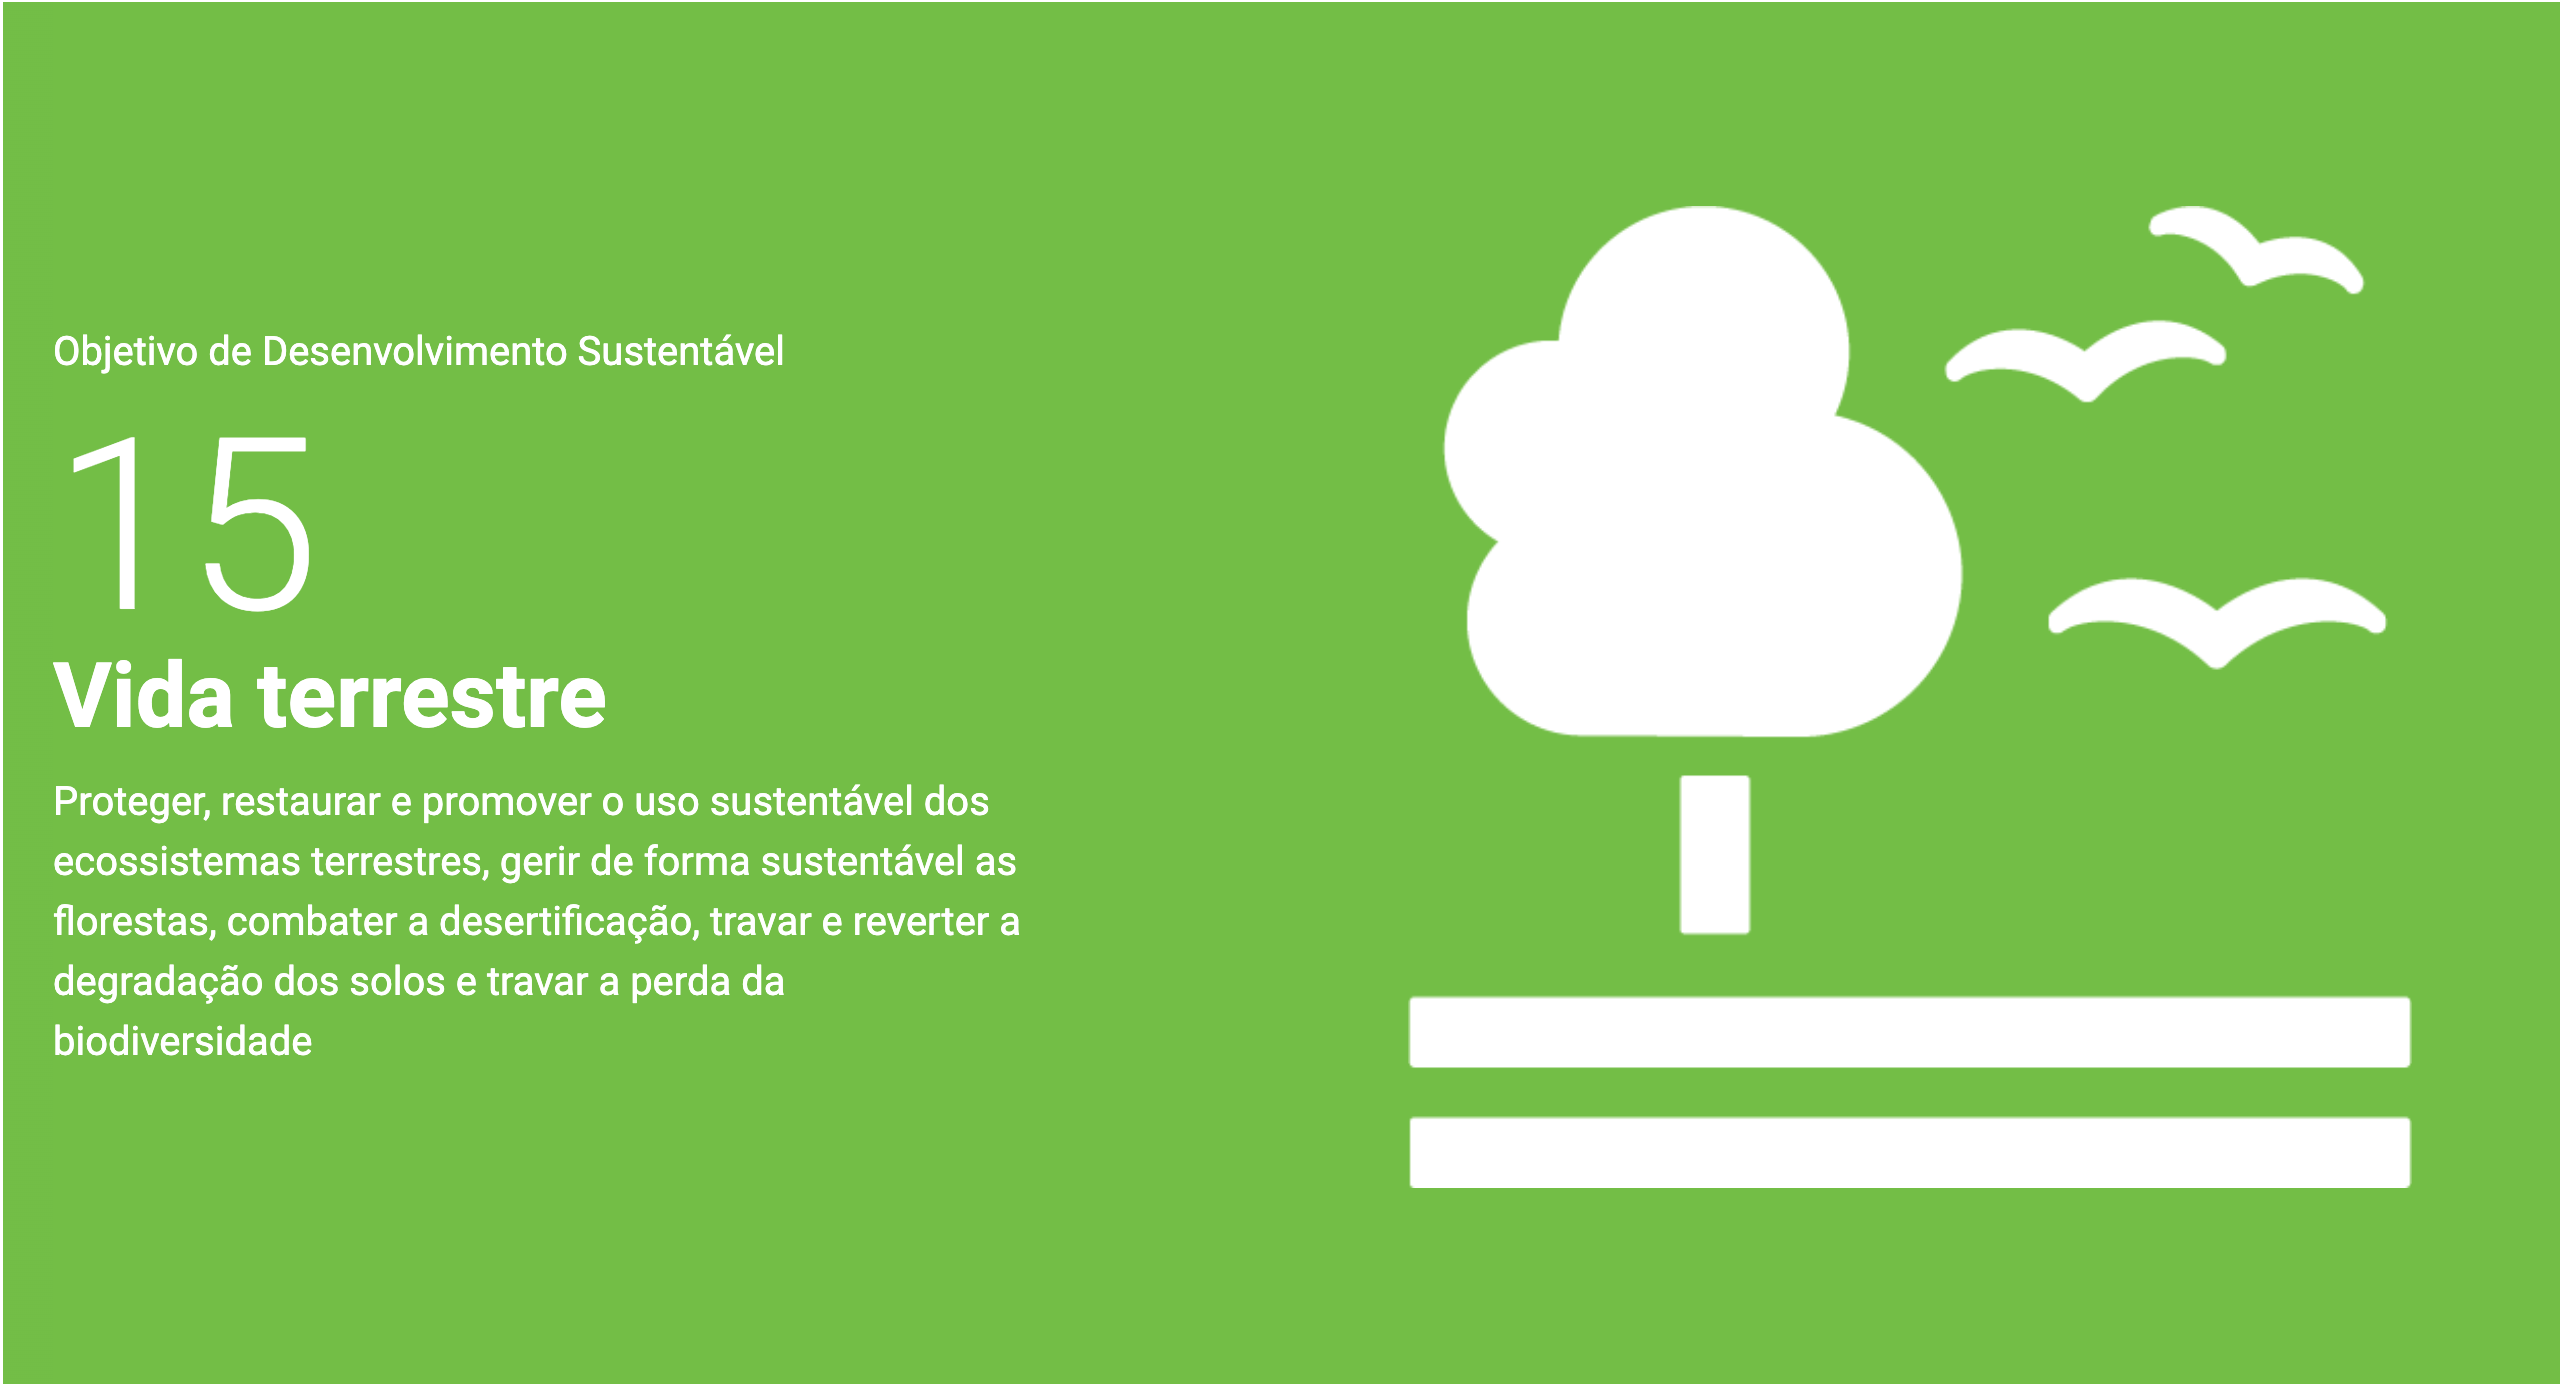 Objetivo de Desenvolvimento Sustentável
15
Vida terrestre
Proteger, restaurar e promover o uso sustentável dos
ecossistemas terrestres, gerir de forma sustentável as
florestas, combater a desertificação, travar e reverter a
degradação dos solos e travar a perda da
biodiversidade